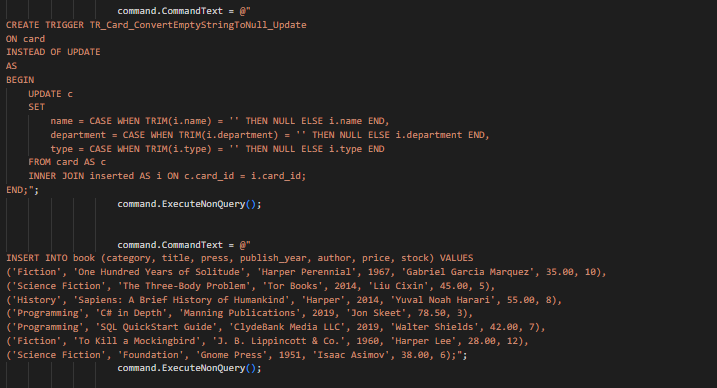 command.CommandText = @"
CREATE TRIGGER TR_Card_ConvertEmptyStringToNull_Update
ON card
INSTEAD OF UPDATE
AS
BEGIN
    UPDATE c
    SET
        name = CASE WHEN TRIM(i.name) = '' THEN NULL ELSE i.name END,
        department = CASE WHEN TRIM(i.department) = '' THEN NULL ELSE i.department END,
        type = CASE WHEN TRIM(i.type) = '' THEN NULL ELSE i.type END
    FROM card AS c
    INNER JOIN inserted AS i ON c.card_id = i.card_id;
END;";
command.ExecuteNonQuery();
command.CommandText = @"
INSERT INTO book (category, title, press, publish_year, author, price, stock) VALUES
('Fiction', 'One Hundred Years of Solitude', 'Harper Perennial', 1967, 'Gabriel Garcia Marquez', 35.00, 10),
('Science Fiction', 'The Three-Body Problem', 'Tor Books', 2014, 'Liu Cixin', 45.00, 5),
('History', 'Sapiens: A Brief History of Humankind', 'Harper', 2014, 'Yuval Noah Harari', 55.00, 8),
('Programming', 'C# in Depth', 'Manning Publications', 2019, 'Jon Skeet', 78.50, 3),
('Programming', 'SQL QuickStart Guide', 'ClydeBank Media LLC', 2019, 'Walter Shields', 42.00, 7),
('Fiction', 'To Kill a Mockingbird', 'J. B. Lippincott & Co.', 1960, 'Harper Lee', 28.00, 12),
('Science Fiction', 'Foundation', 'Gnome Press', 1951, 'Isaac Asimov', 38.00, 6);";
command.ExecuteNonQuery();